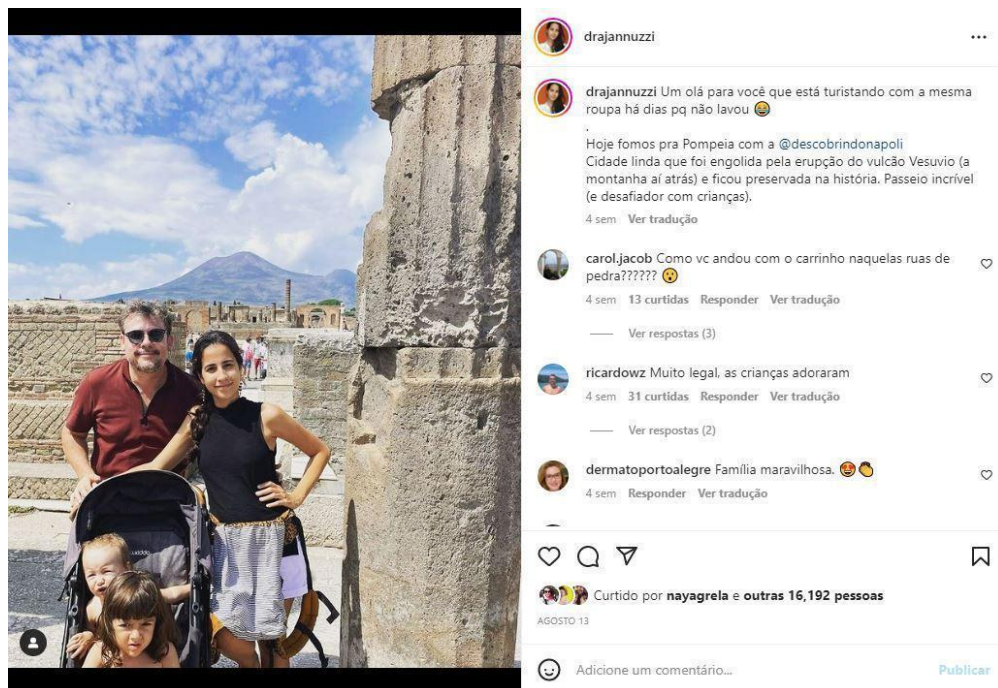 drajannuzzi
drajannuzzi Um olá para você que está turistando com a mesma
roupa há dias pq não lavou 😂
.
Hoje fomos pra Pompeia com a @descobrindonapoli
Cidade linda que foi engolida pela erupção do vulcão Vesuvio (a
montanha aí atrás) e ficou preservada na história. Passeio incrível
(e desafiador com crianças).
4 sem Ver tradução
carol.jacob Como vc andou com o carrinho naquelas ruas de
pedra?????? 😮
4 sem 13 curtidas Responder Ver tradução
Ver respostas (3)
ricardowz Muito legal, as crianças adoraram
4 sem 31 curtidas Responder Ver tradução
Ver respostas (2)
dermatoportoalegre Família maravilhosa. 😍👏
4 sem Responder Ver tradução
Curtido por nayagrela e outras 16,192 pessoas
AGOSTO 13
Adicione um comentário... Publicar